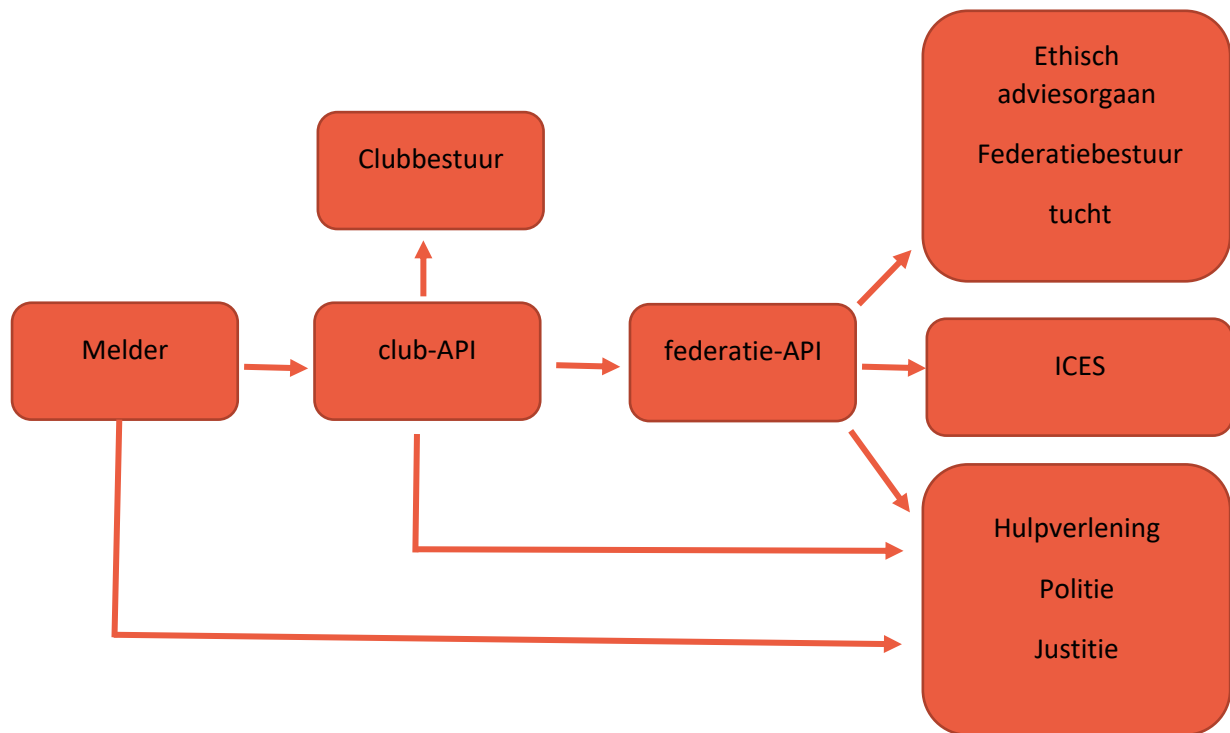 Ethisch
adviesorgaan
Federatiebestuur
tucht
Clubbestuur
Melder
club-API
federatie-API
ICES
Hulpverlening
Politie
Justitie